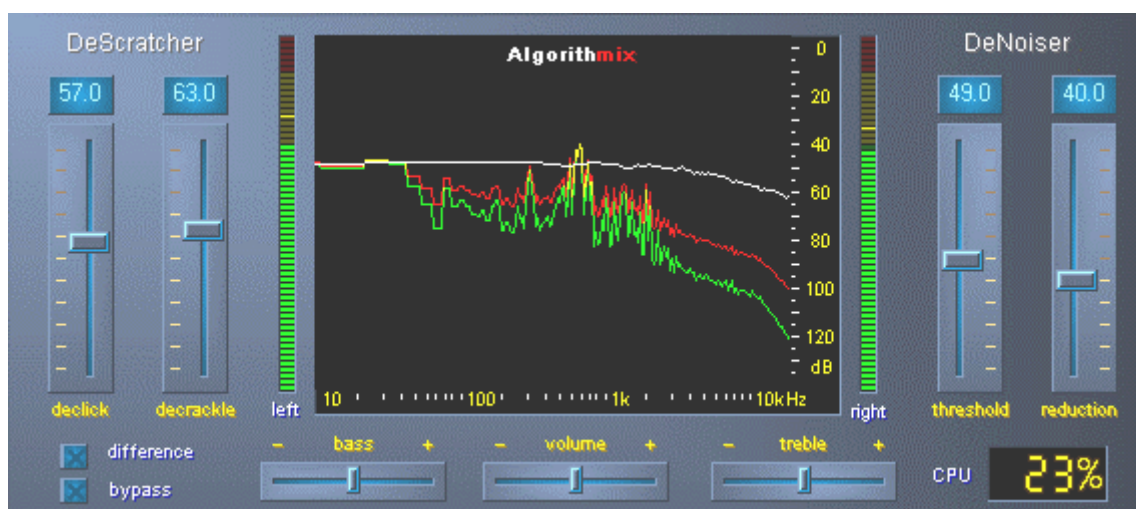 DeScratcher
57.0 63.0
declick decrackle
difference
bypass
left
Algorithmix
0
20
40
60
80
100
120
dB
10 100 1k 10kHz
right
- bass +
- volume +
- treble +
DeNoiser
49.0 40.0
threshold reduction
CPU 23%